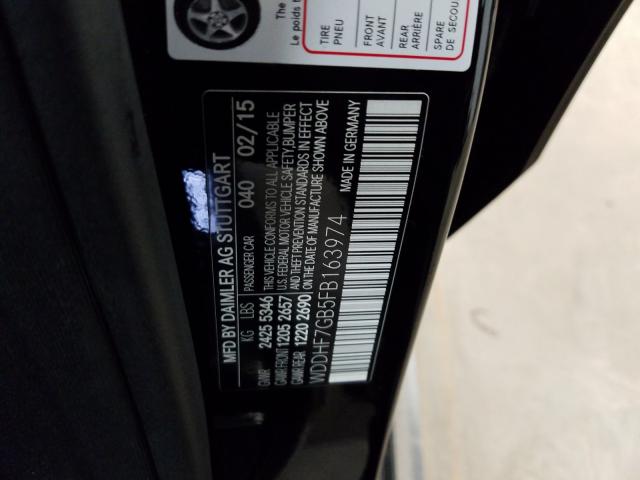 The
Le poids t
TIRE
PNEU
FRONT
AVANT
REAR
ARRIÈRE
SPARE
DE SECOU
MFD BY DAIMLER AG STUTTGART
PASSENGER CAR 040 02/15
KG LBS
GVWR 2425 5346
GAWR FRONT 1205 2657
GAWR REAR 1220 2690
THIS VEHICLE CONFORMS TO ALL APPLICABLE
U.S. FEDERAL MOTOR VEHICLE SAFETY, BUMPER
AND THEFT PREVENTION STANDARDS IN EFFECT
ON THE DATE OF MANUFACTURE SHOWN ABOVE
WDDHF7GB5FB163974
MADE IN GERMANY